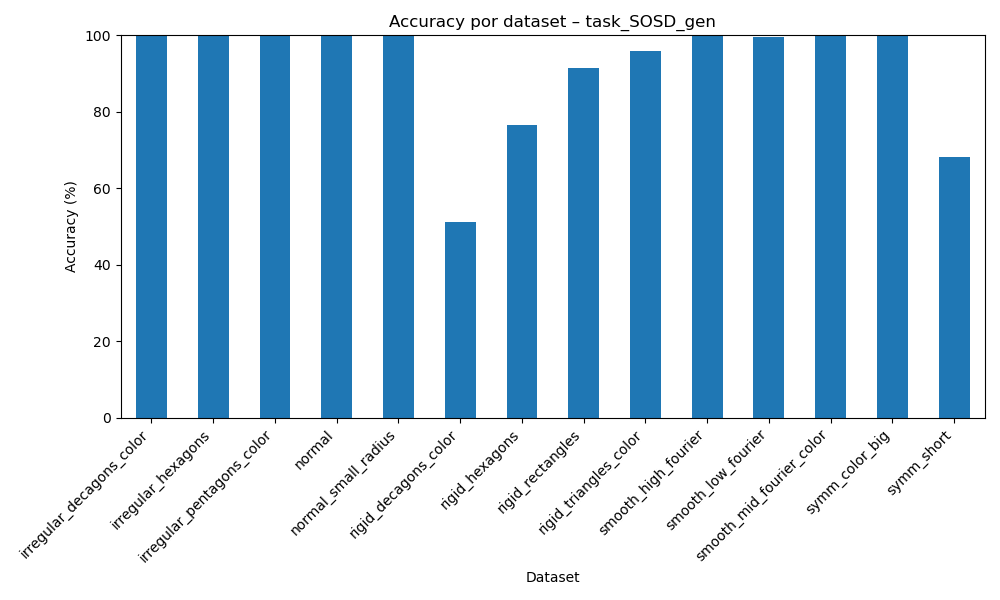 Accuracy por dataset – task_SOSD_gen
Accuracy (%)
100
80
60
40
20
0
irregular_decagons_color
irregular_hexagons
irregular_pentagons_color
normal
normal_small_radius
rigid_decagons_color
rigid_hexagons
rigid_rectangles
rigid_triangles_color
smooth_high_fourier
smooth_low_fourier
smooth_mid_fourier_color
symm_color_big
symm_short
Dataset